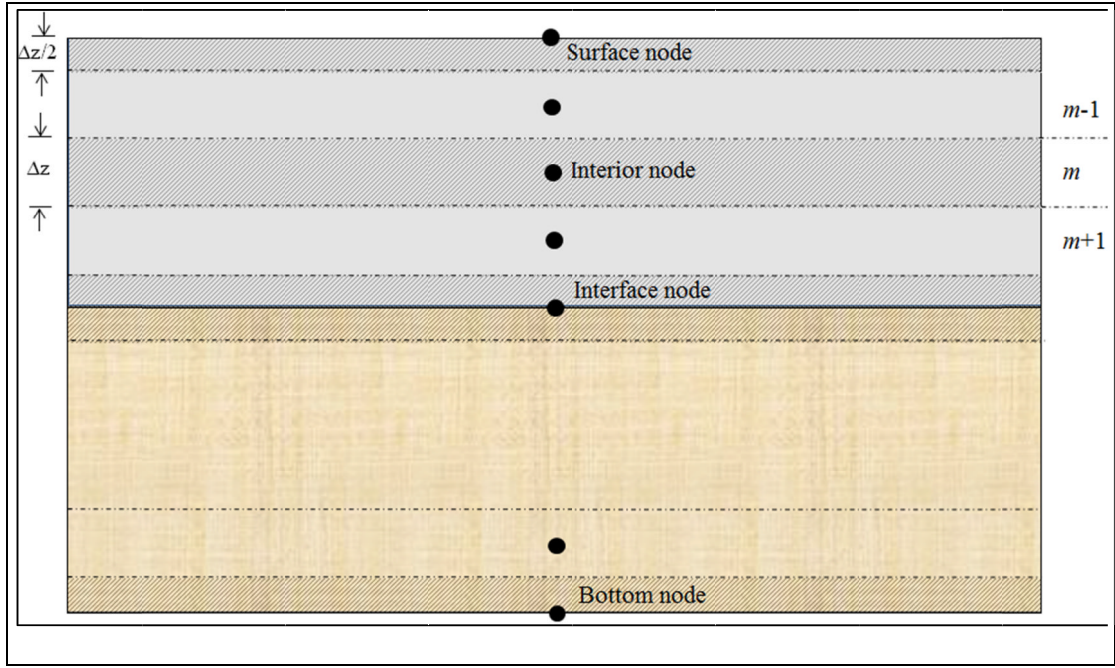 Δz/2
Surface node
m-1
Δz
Interior node
m
m+1
Interface node
Bottom node